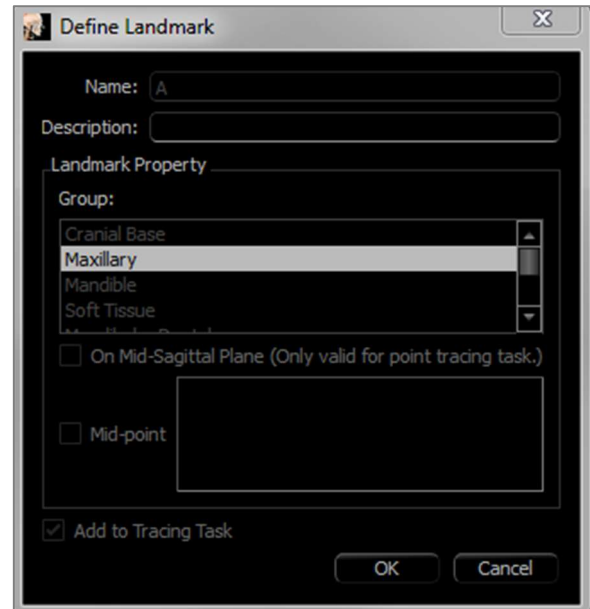 Define Landmark
Name: A
Description:
Landmark Property
Group:
Cranial Base
Maxillary
Mandible
Soft Tissue
On Mid-Sagittal Plane (Only valid for point tracing task.)
Mid-point
Add to Tracing Task
OK Cancel